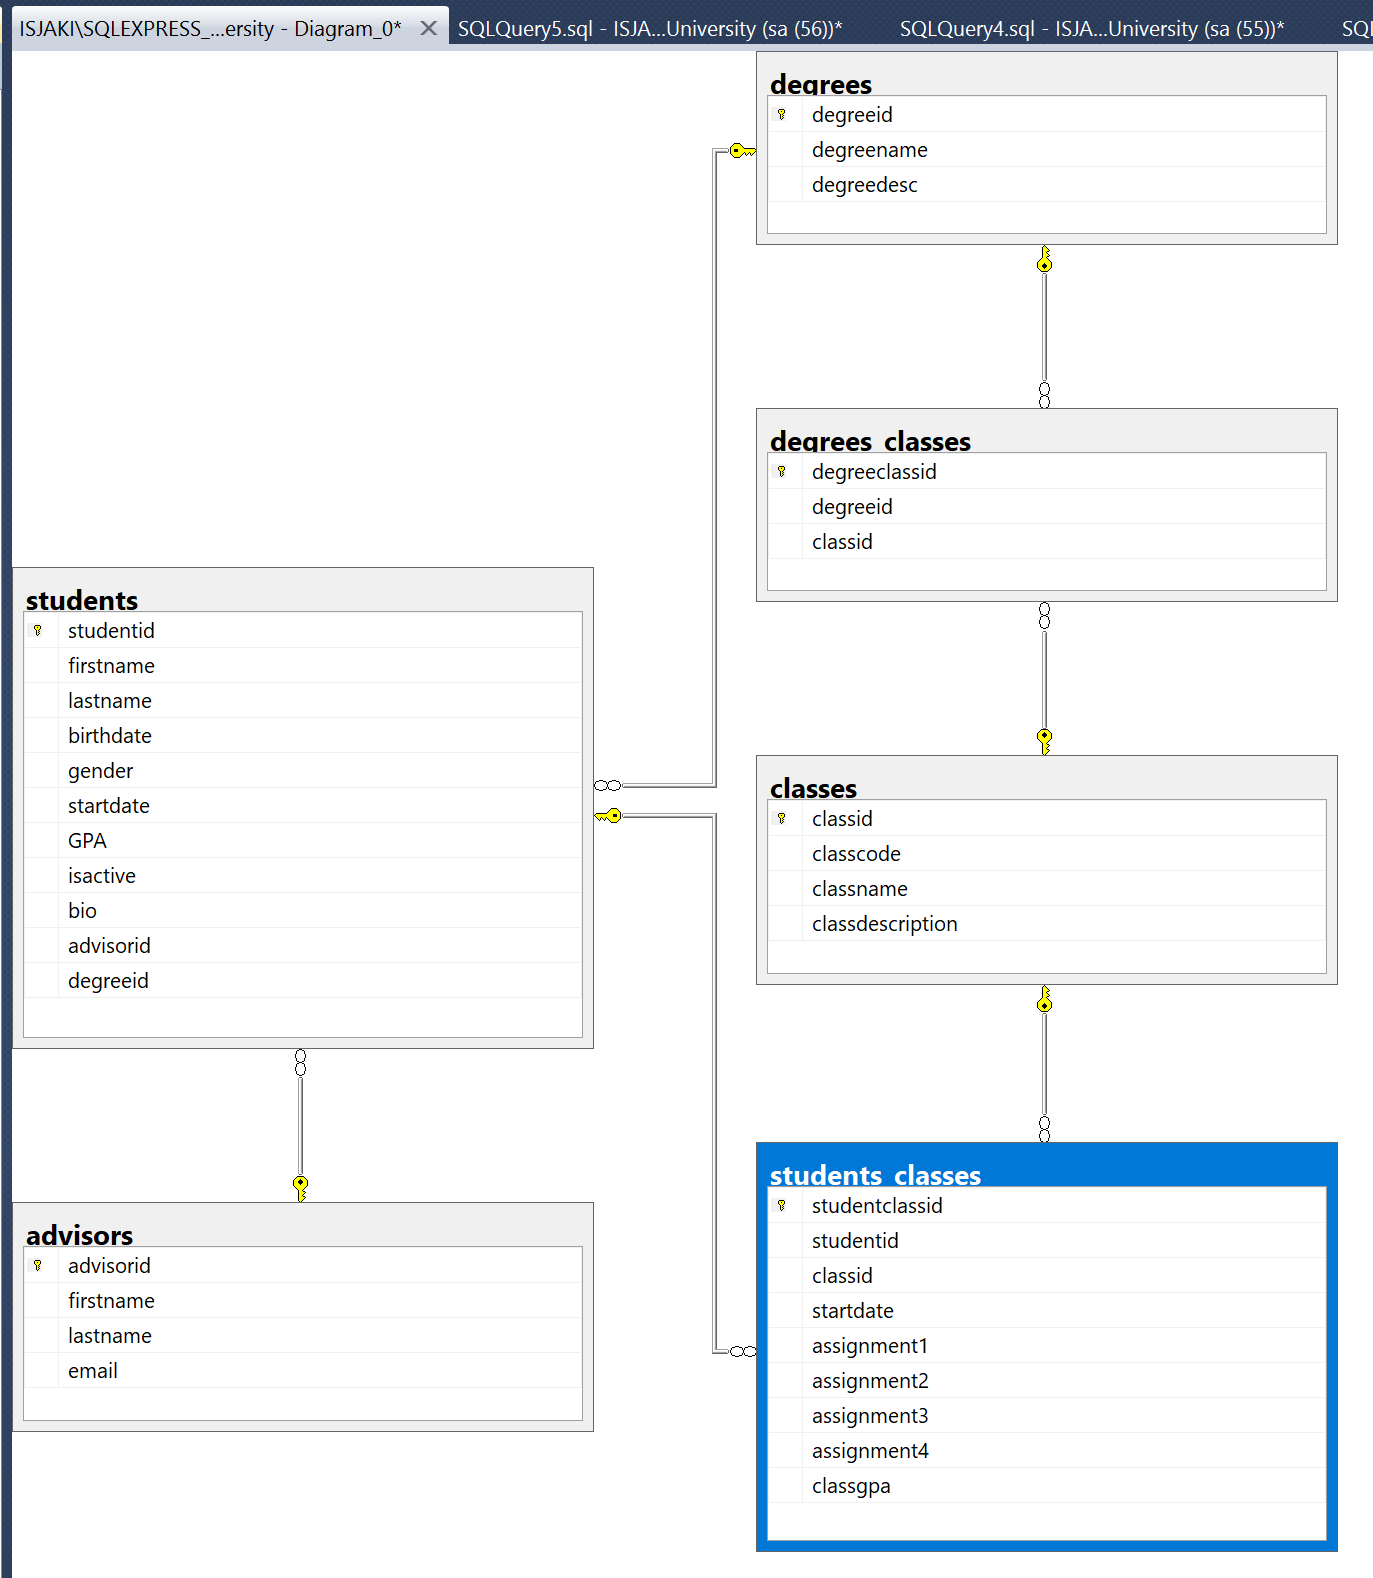 ISJAKI\SQLEXPRESS_...ersity - Diagram_0*
SQLQuery5.sql - ISJA...University (sa (56))*
SQLQuery4.sql - ISJA...University (sa (55))*
SQL
degrees
degreeid
degreename
degreedesc
degrees_classes
degreeclassid
degreeid
classid
students
studentid
firstname
lastname
birthdate
gender
startdate
GPA
isactive
bio
advisorid
degreeid
classes
classid
classcode
classname
classdescription
advisors
advisorid
firstname
lastname
email
students_classes
studentclassid
studentid
classid
startdate
assignment1
assignment2
assignment3
assignment4
classgpa